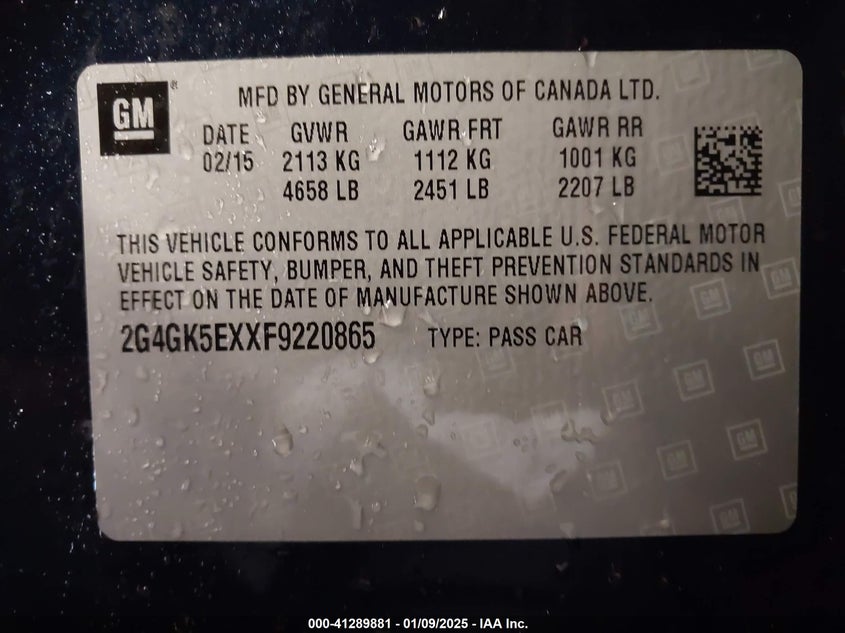 GM
MFD BY GENERAL MOTORS OF CANADA LTD.
DATE GVWR GAWR FRT GAWR RR
02/15 2113 KG 1112 KG 1001 KG
4658 LB 2451 LB 2207 LB
THIS VEHICLE CONFORMS TO ALL APPLICABLE U.S. FEDERAL MOTOR
VEHICLE SAFETY, BUMPER, AND THEFT PREVENTION STANDARDS IN
EFFECT ON THE DATE OF MANUFACTURE SHOWN ABOVE.
2G4GK5EXXF9220865 TYPE: PASS CAR
000-41289881 - 01/09/2025 - IAA Inc.